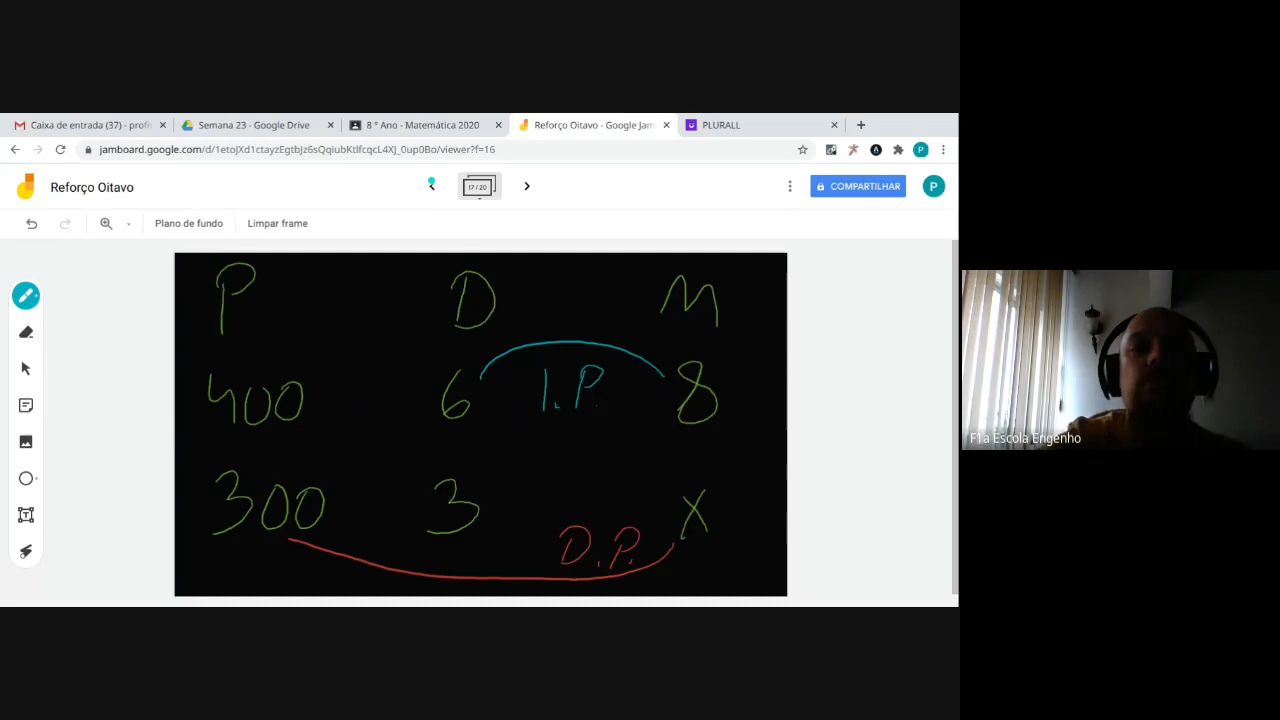 Caixa de entrada (37) - profi
Semana 23 - Google Drive
8 º Ano - Matemática 2020
Reforço Oitavo - Google Jam
PLURALL
jamboard.google.com/d/1etoJXd1ctayzEgtbJz6sQqiubKtlfcqcL4XJ_0up0Bo/viewer?f=16
Reforço Oitavo
17 / 20
COMPARTILHAR
P
Plano de fundo
Limpar frame
P D M
400 6 I.P. 8
300 3 D.P. X
F1a Escola Engenho